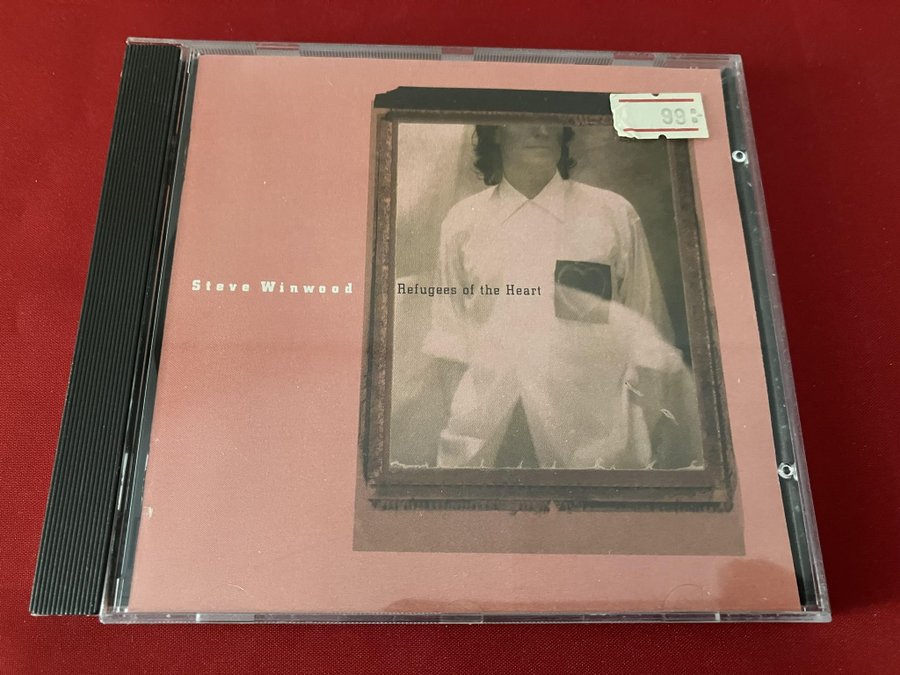 99:-
Steve Winwood
Refugees of the Heart